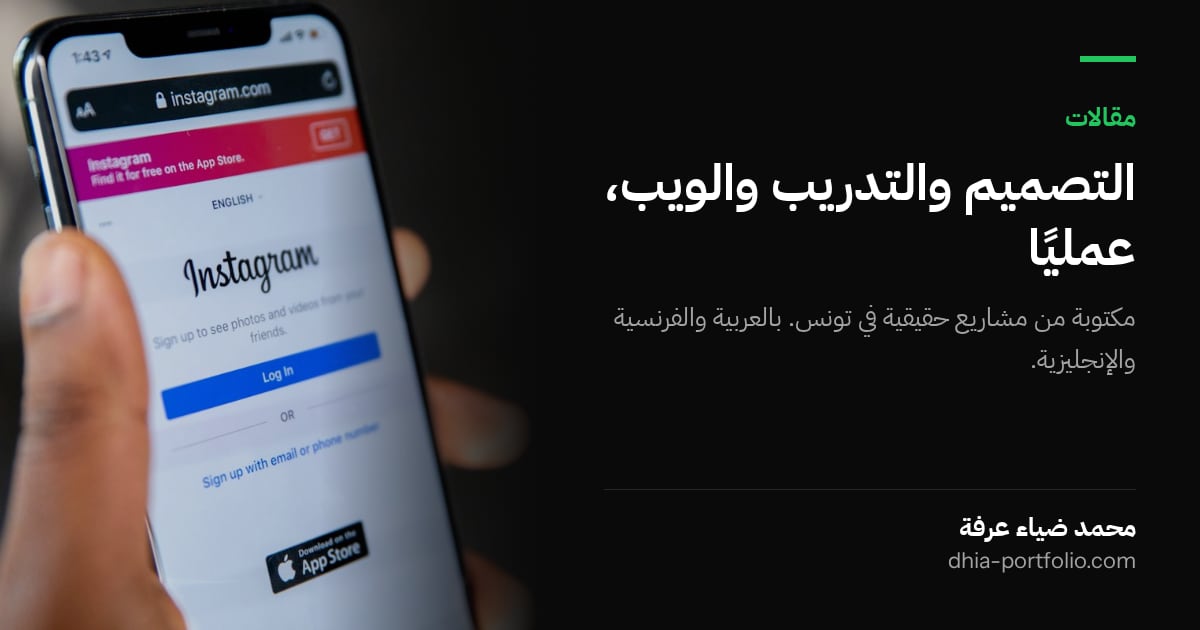 مقالات
التصميم والتدريب والويب،
عمليًا
مكتوبة من مشاريع حقيقية في تونس. بالعربية والفرنسية
والإنجليزية.
محمد ضياء عرفة
dhia-portfolio.com
1:43
AA instagram.com
Instagram
Find it for free on the App Store.
GET
ENGLISH
Instagram
Sign up to see photos and videos from your
friends.
Log In
OR
Sign up with email or phone number
Download on the
App Store